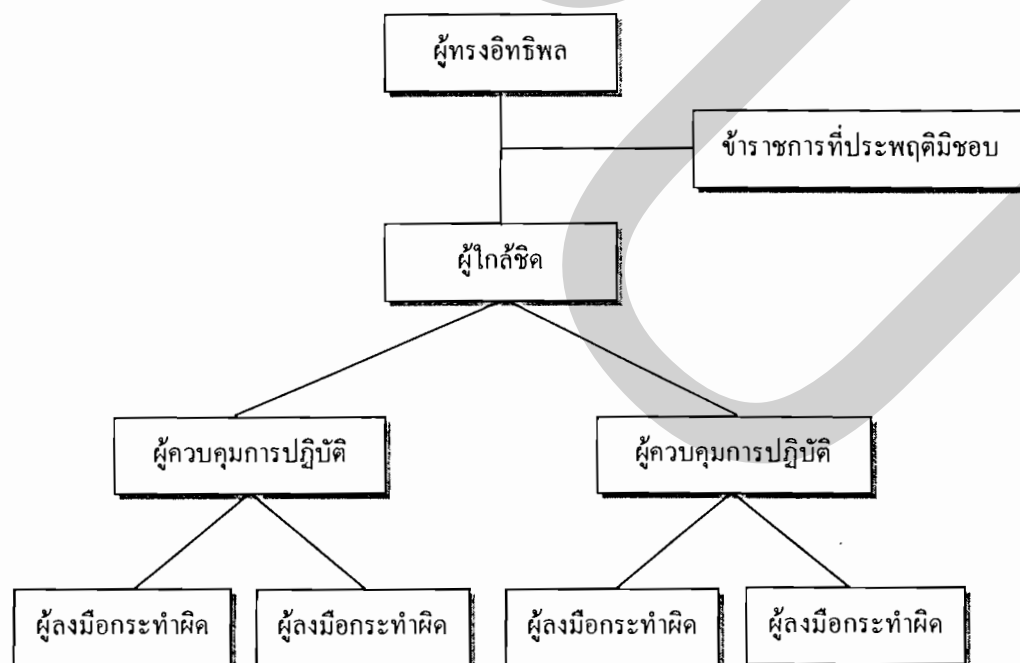 ผู้ทรงอิทธิพล
ข้าราชการที่ประพฤติมิชอบ
ผู้ใกล้ชิด
ผู้ควบคุมการปฏิบัติ
ผู้ควบคุมการปฏิบัติ
ผู้ลงมือกระทำผิด
ผู้ลงมือกระทำผิด
ผู้ลงมือกระทำผิด
ผู้ลงมือกระทำผิด